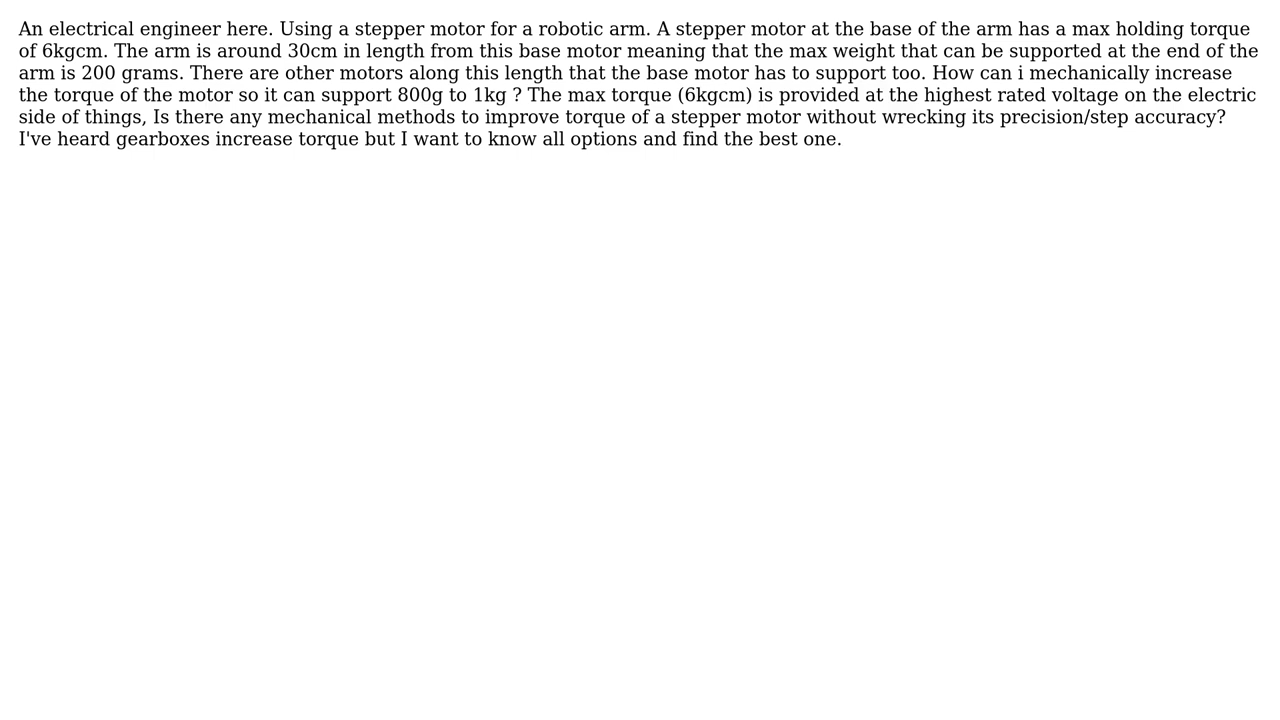 An electrical engineer here. Using a stepper motor for a robotic arm. A stepper motor at the base of the arm has a max holding torque
of 6kgcm. The arm is around 30cm in length from this base motor meaning that the max weight that can be supported at the end of the
arm is 200 grams. There are other motors along this length that the base motor has to support too. How can i mechanically increase
the torque of the motor so it can support 800g to 1kg ? The max torque (6kgcm) is provided at the highest rated voltage on the electric
side of things, Is there any mechanical methods to improve torque of a stepper motor without wrecking its precision/step accuracy?
I've heard gearboxes increase torque but I want to know all options and find the best one.